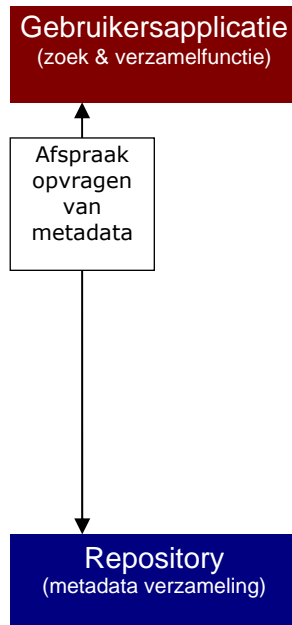 Gebruikersapplicatie
(zoek & verzamelfunctie)
Afspraak
opvragen
van
metadata
Repository
(metadata verzameling)